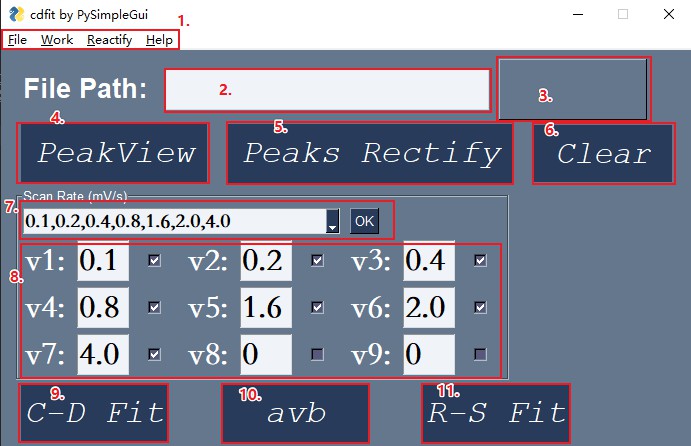 cdfit by PySimpleGui
1.
File Work Reactify Help
File Path: 2. 3.
4. 5. 6.
PeakView Peaks Rectify Clear
Scan Rate (mV/s)
7. 0.1,0.2,0.4,0.8,1.6,2.0,4.0 OK
8. v1: 0.1 v2: 0.2 v3: 0.4
v4: 0.8 v5: 1.6 v6: 2.0
v7: 4.0 v8: 0 v9: 0
9. 10. 11.
C-D Fit avb R-S Fit